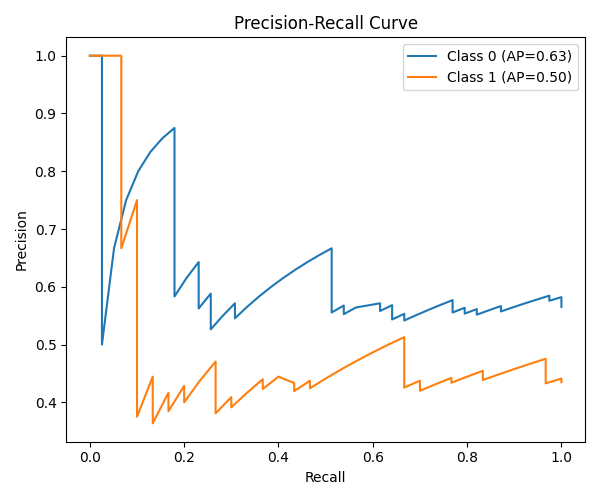 Precision-Recall Curve
Class 0 (AP=0.63)
Class 1 (AP=0.50)
Precision
1.0
0.9
0.8
0.7
0.6
0.5
0.4
0.0 0.2 0.4 0.6 0.8 1.0
Recall